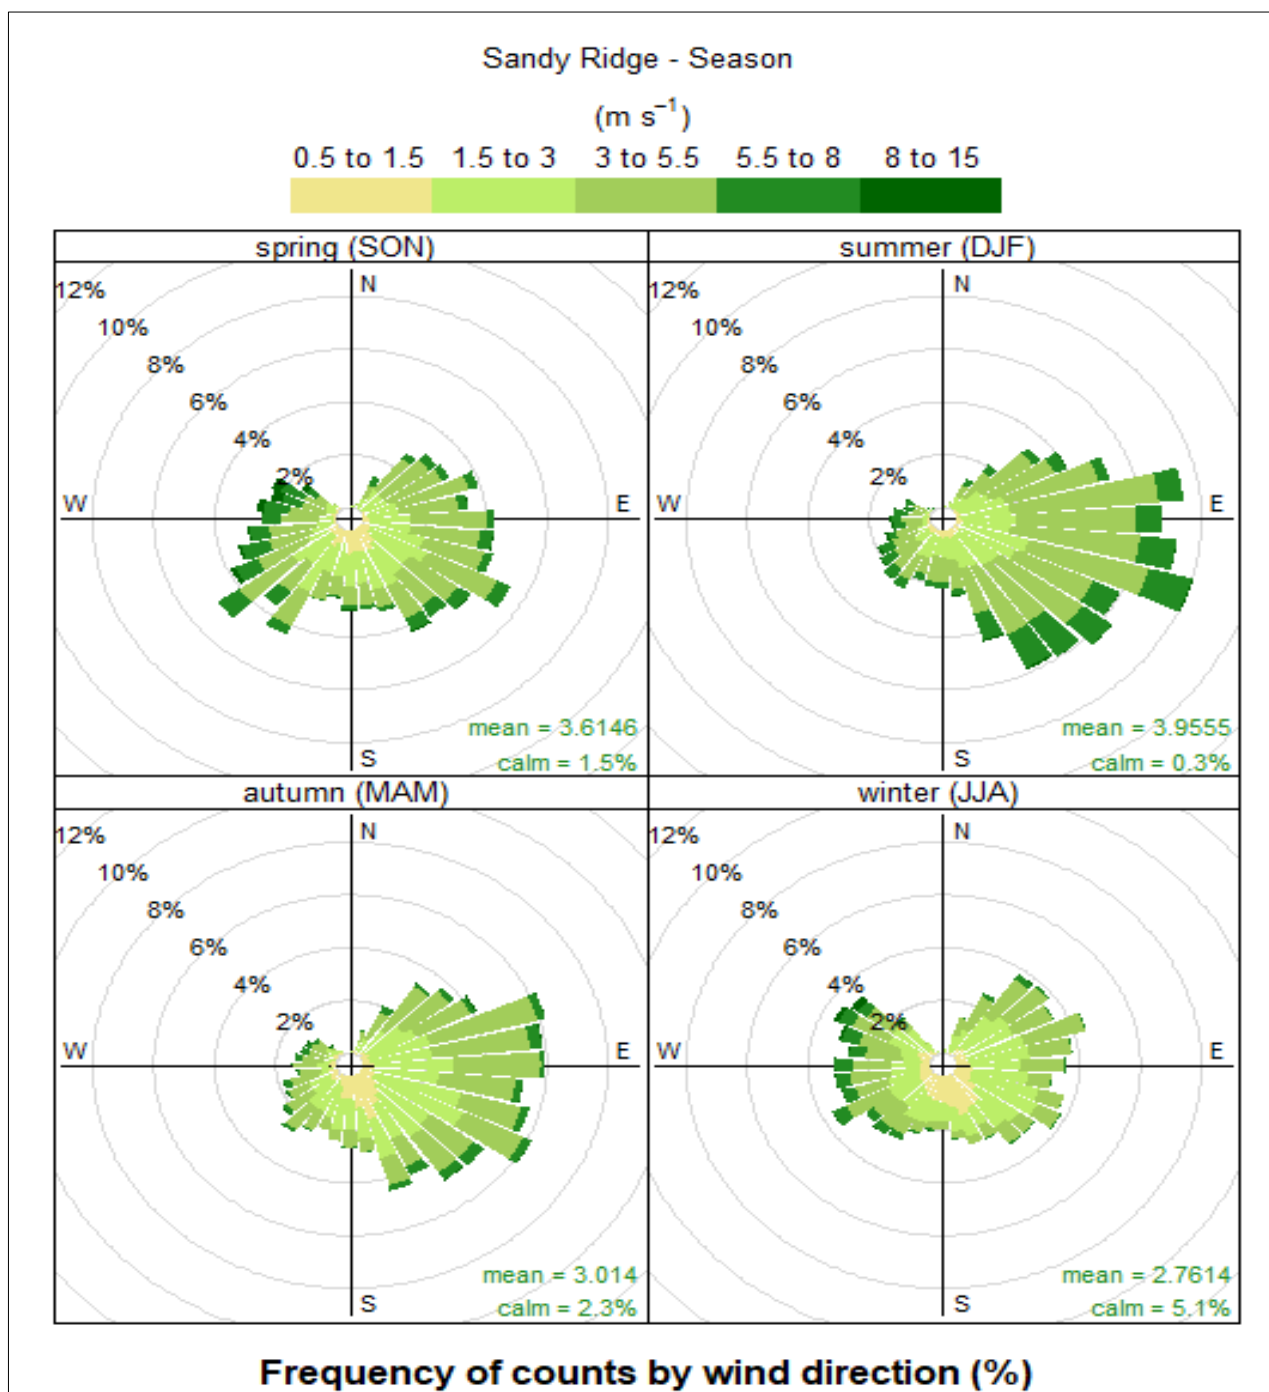 Sandy Ridge - Season
(m s⁻¹)
0.5 to 1.5 1.5 to 3 3 to 5.5 5.5 to 8 8 to 15
spring (SON)
N
12%
10%
8%
6%
4%
2%
W
E
S
mean = 3.6146
calm = 1.5%
summer (DJF)
N
12%
10%
8%
6%
4%
2%
W
E
S
mean = 3.9555
calm = 0.3%
autumn (MAM)
N
12%
10%
8%
6%
4%
2%
W
E
S
mean = 3.014
calm = 2.3%
winter (JJA)
N
12%
10%
8%
6%
4%
2%
W
E
S
mean = 2.7614
calm = 5.1%
Frequency of counts by wind direction (%)